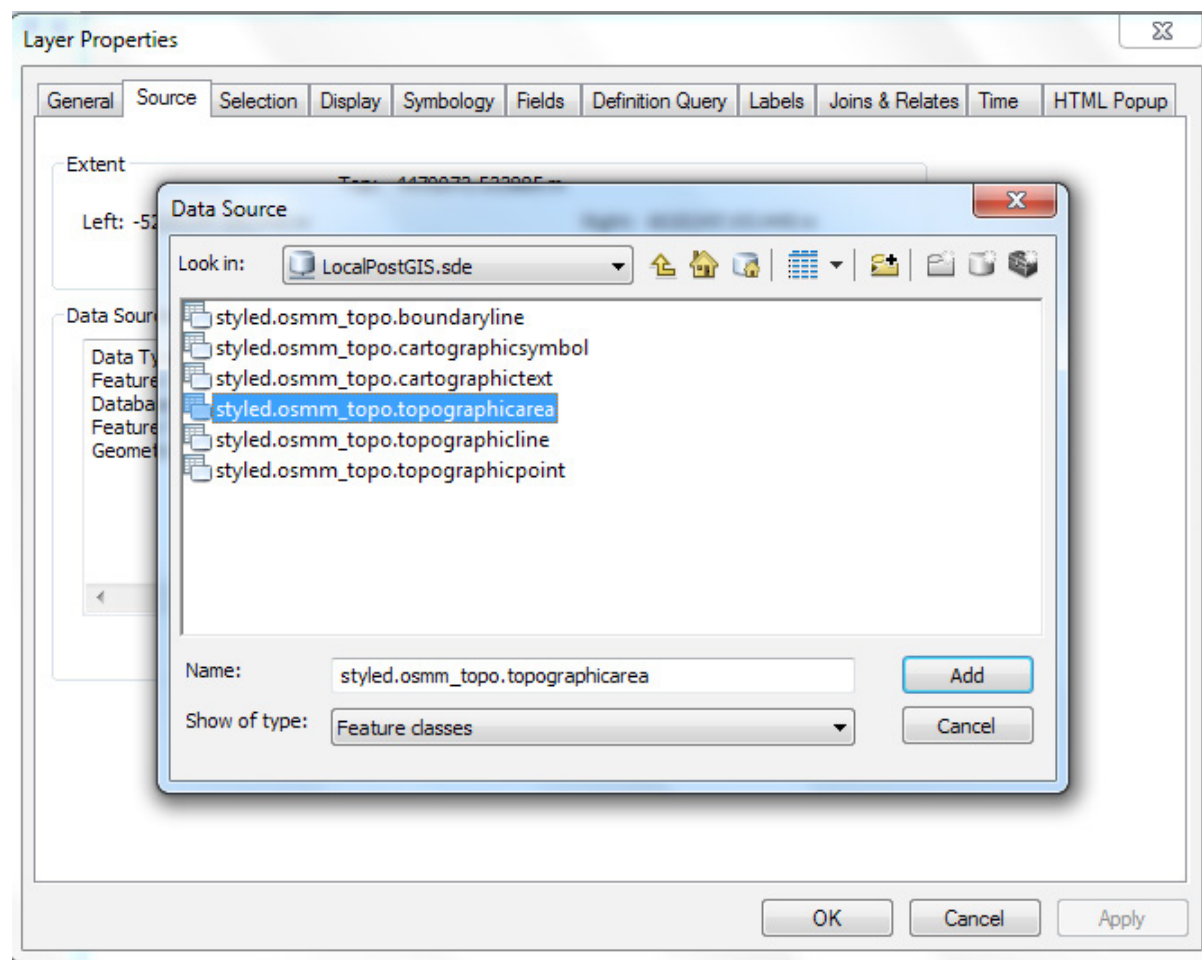 Layer Properties
General Source Selection Display Symbology Fields Definition Query Labels Joins & Relates Time HTML Popup
Extent
Left: -52
Data Source
Look in: LocalPostGIS.sde
styled.osmm_topo.boundaryline
styled.osmm_topo.cartographicsymbol
styled.osmm_topo.cartographictext
styled.osmm_topo.topographicarea
styled.osmm_topo.topographicline
styled.osmm_topo.topographicpoint
Data Sour
Data Ty
Feature
Databa
Feature
Geomet
Name: styled.osmm_topo.topographicarea
Add
Show of type: Feature classes
Cancel
OK Cancel Apply